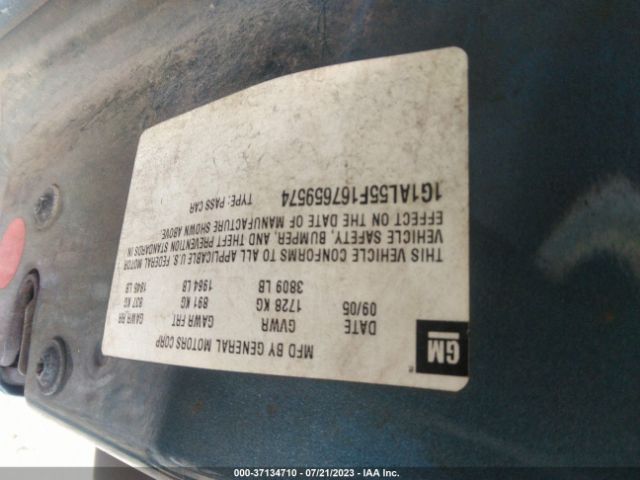 GM
MFD BY GENERAL MOTORS CORP
DATE GVWR GAWR FRT GAWR RR
09/05 1728 KG 891 KG 837 KG
3809 LB 1964 LB 1845 LB
THIS VEHICLE CONFORMS TO ALL APPLICABLE U.S. FEDERAL MOTOR
VEHICLE SAFETY, BUMPER, AND THEFT PREVENTION STANDARDS IN
EFFECT ON THE DATE OF MANUFACTURE SHOWN ABOVE.
1G1AL55F167659574 TYPE: PASS CAR
000-37134710 / 07/21/2023 - IAA Inc.